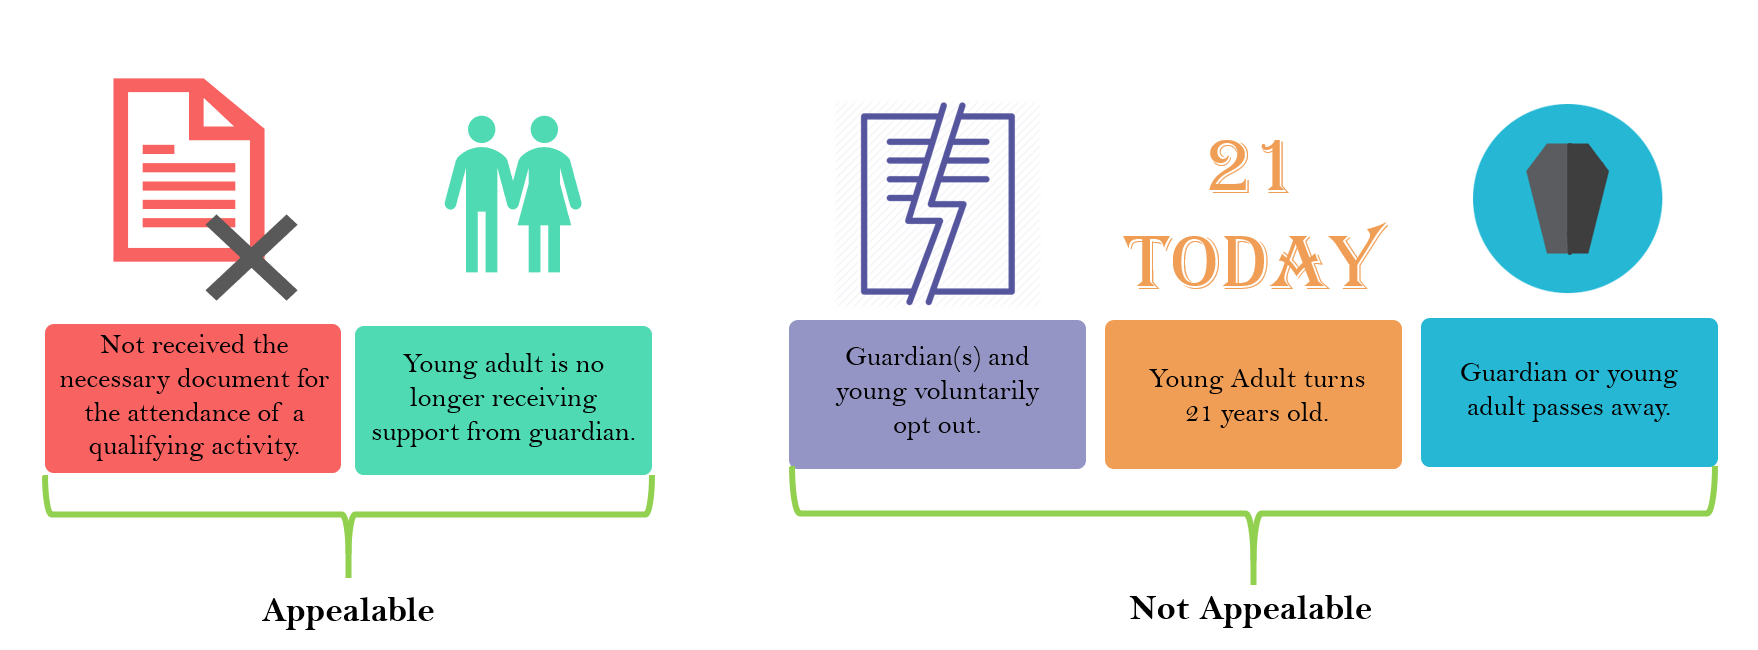 21
TODAY
Not received the
necessary document for
the attendance of a
qualifying activity.
Young adult is no
longer receiving
support from guardian.
Guardian(s) and
young voluntarily
opt out.
Young Adult turns
21 years old.
Guardian or young
adult passes away.
Appealable
Not Appealable